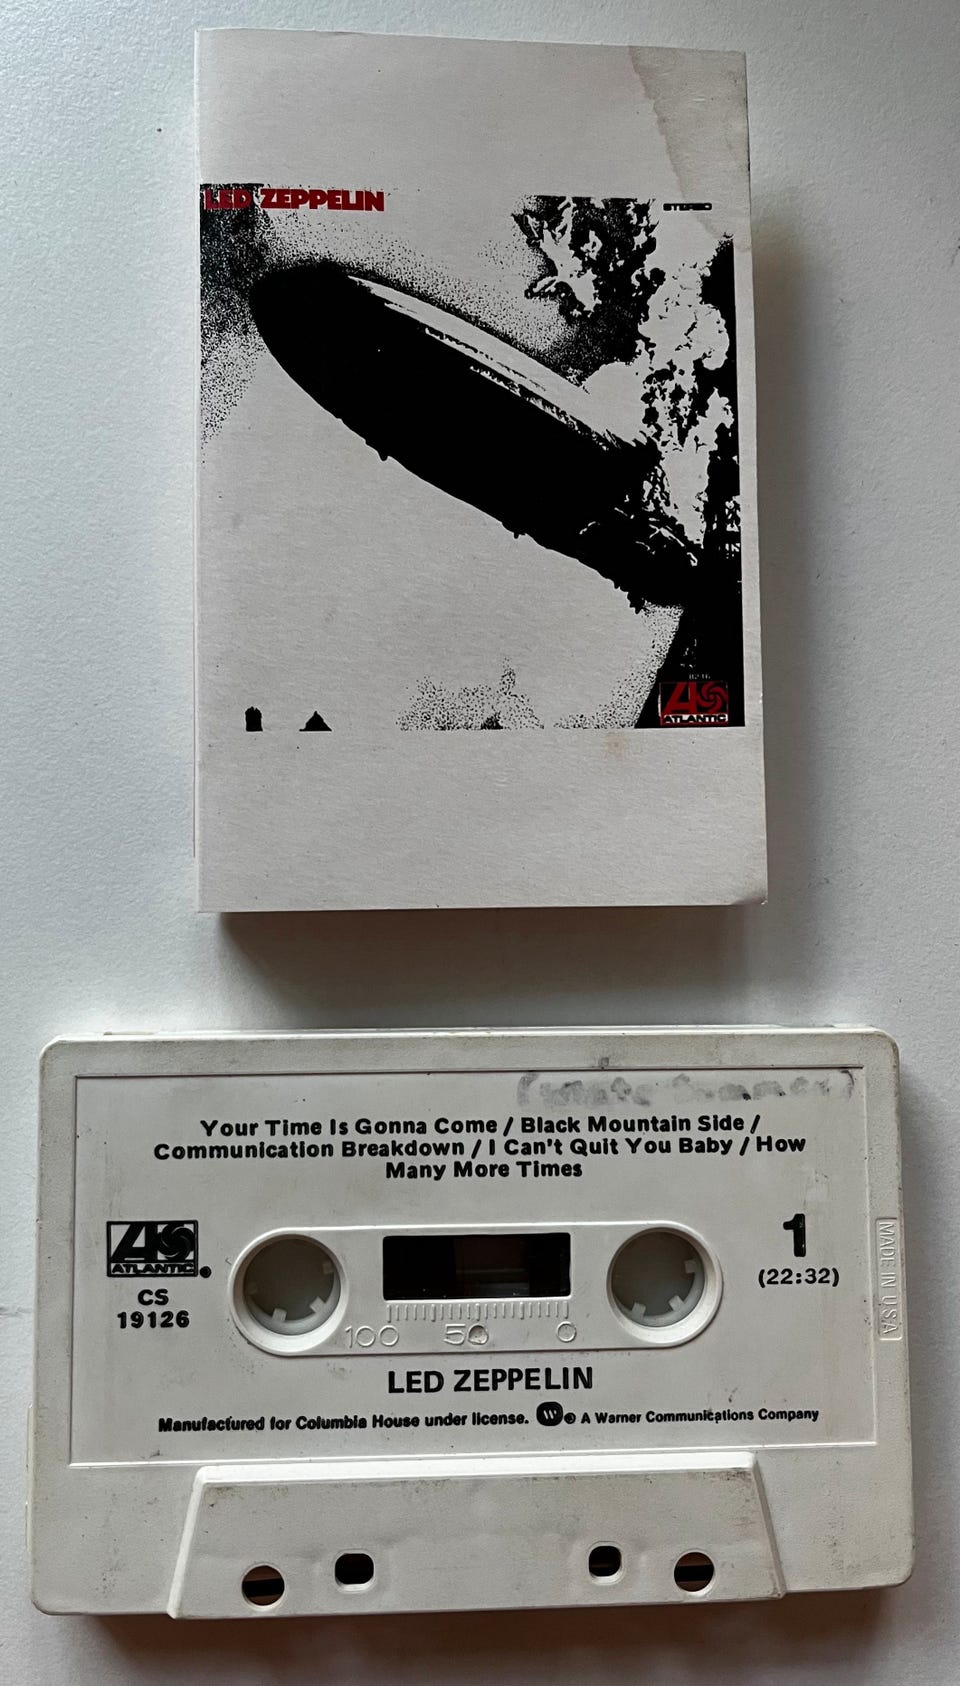 LED ZEPPELIN
STEREO
8216
ATLANTIC
Your Time Is Gonna Come / Black Mountain Side /
Communication Breakdown / I Can't Quit You Baby / How
Many More Times
ATLANTIC®
CS
19126
1
(22:32)
100 50 0
MADE IN U.S.A
LED ZEPPELIN
Manufactured for Columbia House under license. W® A Warner Communications Company